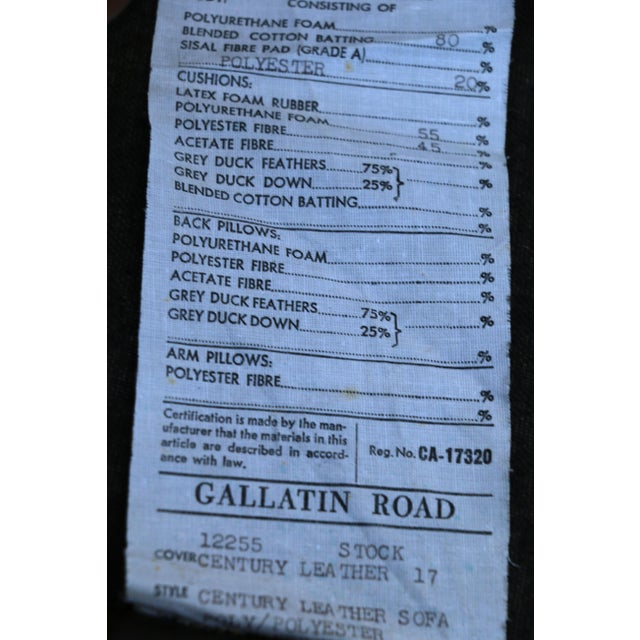 CONSISTING OF
POLYURETHANE FOAM %
BLENDED COTTON BATTING 80 %
SISAL FIBRE PAD (GRADE A) %
POLYESTER 20%
CUSHIONS:
LATEX FOAM RUBBER %
POLYURETHANE FOAM 55 %
POLYESTER FIBRE 45 %
ACETATE FIBRE %
GREY DUCK FEATHERS 75%
GREY DUCK DOWN 25% } %
BLENDED COTTON BATTING %
%
BACK PILLOWS:
POLYURETHANE FOAM %
POLYESTER FIBRE %
ACETATE FIBRE %
GREY DUCK FEATHERS 75%
GREY DUCK DOWN 25% } %
%
ARM PILLOWS:
POLYESTER FIBRE %
%
Certification is made by the man-
ufacturer that the materials in this
article are described in accord-
ance with law.
Reg. No. CA-17320
GALLATIN ROAD
12255 STOCK
COVER CENTURY LEATHER 17
STYLE CENTURY LEATHER SOFA
POLY/POLYESTER